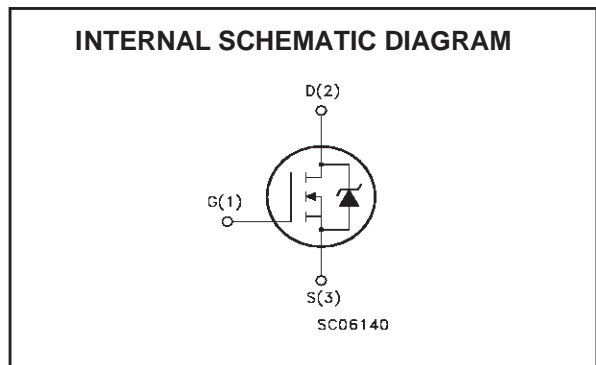 INTERNAL SCHEMATIC DIAGRAM
D(2)
G(1)
S(3)
SC06140